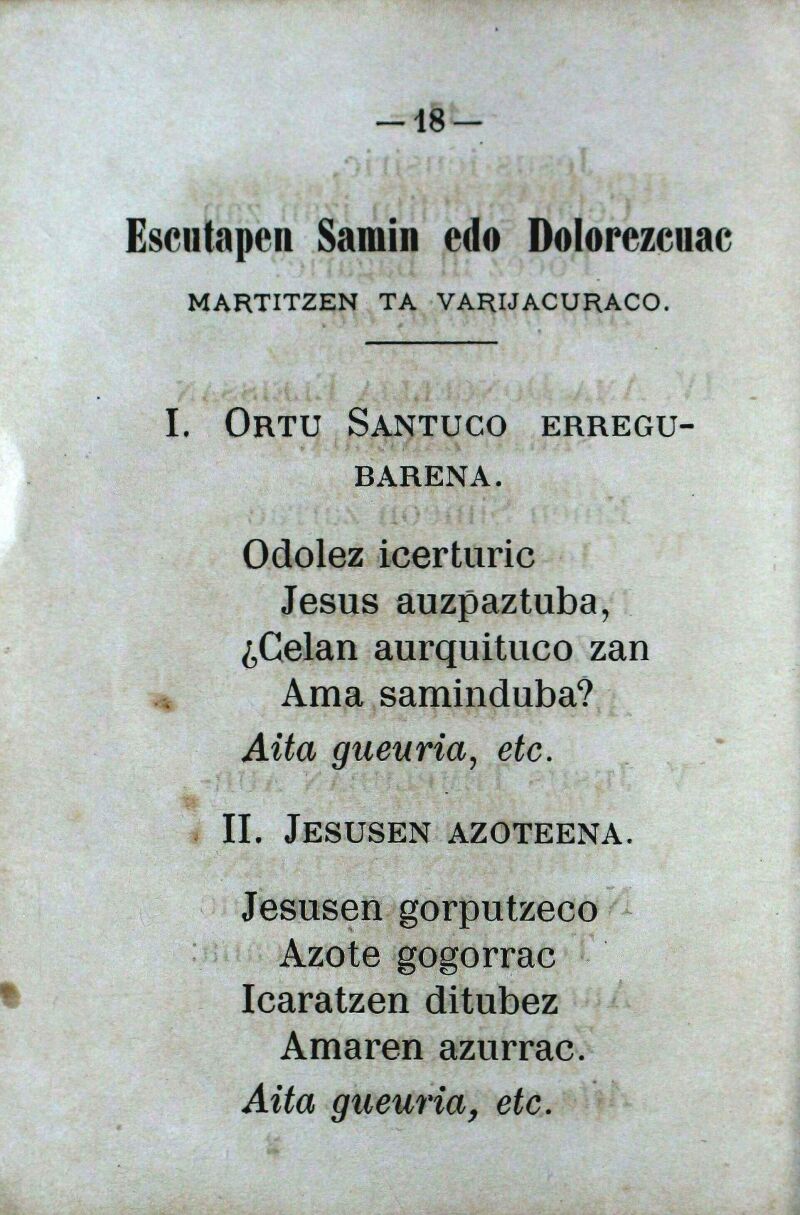 —18—
Escutapen Samin edo Dolorezcuac
MARTITZEN TA VARIJACURACO.
I. ORTU SANTUCO ERREGU-
BARENA.
Odolez icerturic
Jesus auzpaztuba,
¿Celan aurquituco zan
Ama saminduba?
Aita gueuria, etc.
II. JESUSEN AZOTEENA.
Jesusen gorputzeco
Azote gogorrac
Icaratzen ditubez
Amaren azurrac.
Aita gueuria, etc.